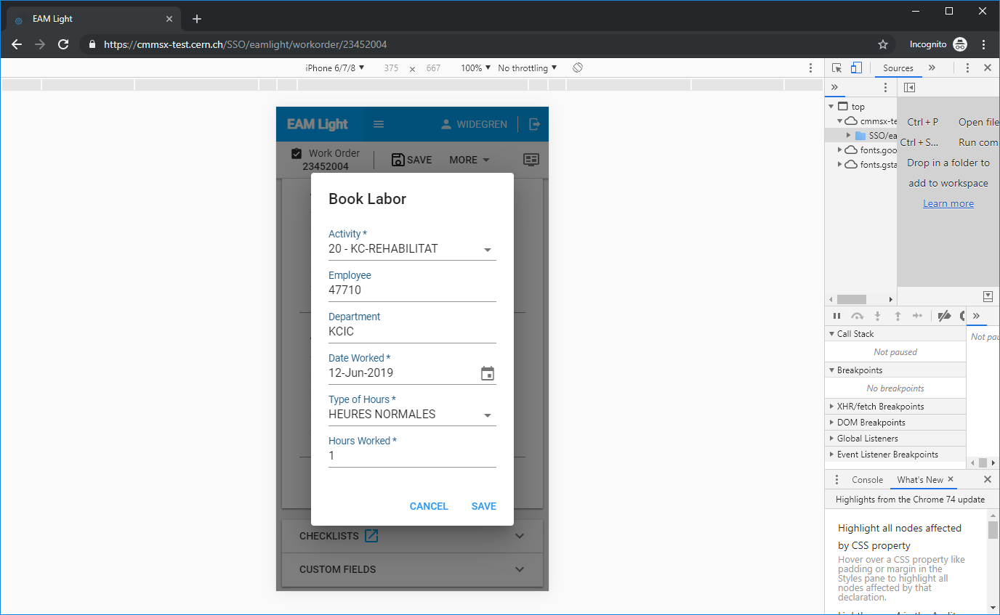 EAM Light
https://cmmsx-test.cern.ch/SSO/eamlight/workorder/23452004
Incognito
iPhone 6/7/8 375 × 667 100% No throttling
Sources
EAM Light WIDEGREN
Work Order
23452004
SAVE MORE
Book Labor
Activity *
20 - KC-REHABILITAT
Employee
47710
Department
KCIC
Date Worked *
12-Jun-2019
Type of Hours *
HEURES NORMALES
Hours Worked *
1
CANCEL SAVE
CHECKLISTS
CUSTOM FIELDS
top
cmmsx-te
SSO/ea
fonts.goo
fonts.gsta
Ctrl + P Open file
Ctrl + S... Run com
Drop in a folder to
add to workspace
Learn more
Call Stack
Not paused
Breakpoints
No breakpoints
XHR/fetch Breakpoints
DOM Breakpoints
Global Listeners
Event Listener Breakpoints
Not pau
Console What's New
Highlights from the Chrome 74 update
Highlight all nodes affected
by CSS property
Hover over a CSS property like
padding or margin in the
Styles pane to highlight all
nodes affected by that
declaration.